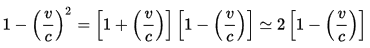 1 − (v/c)² = [1 + (v/c)] [1 − (v/c)] ≃ 2 [1 − (v/c)]